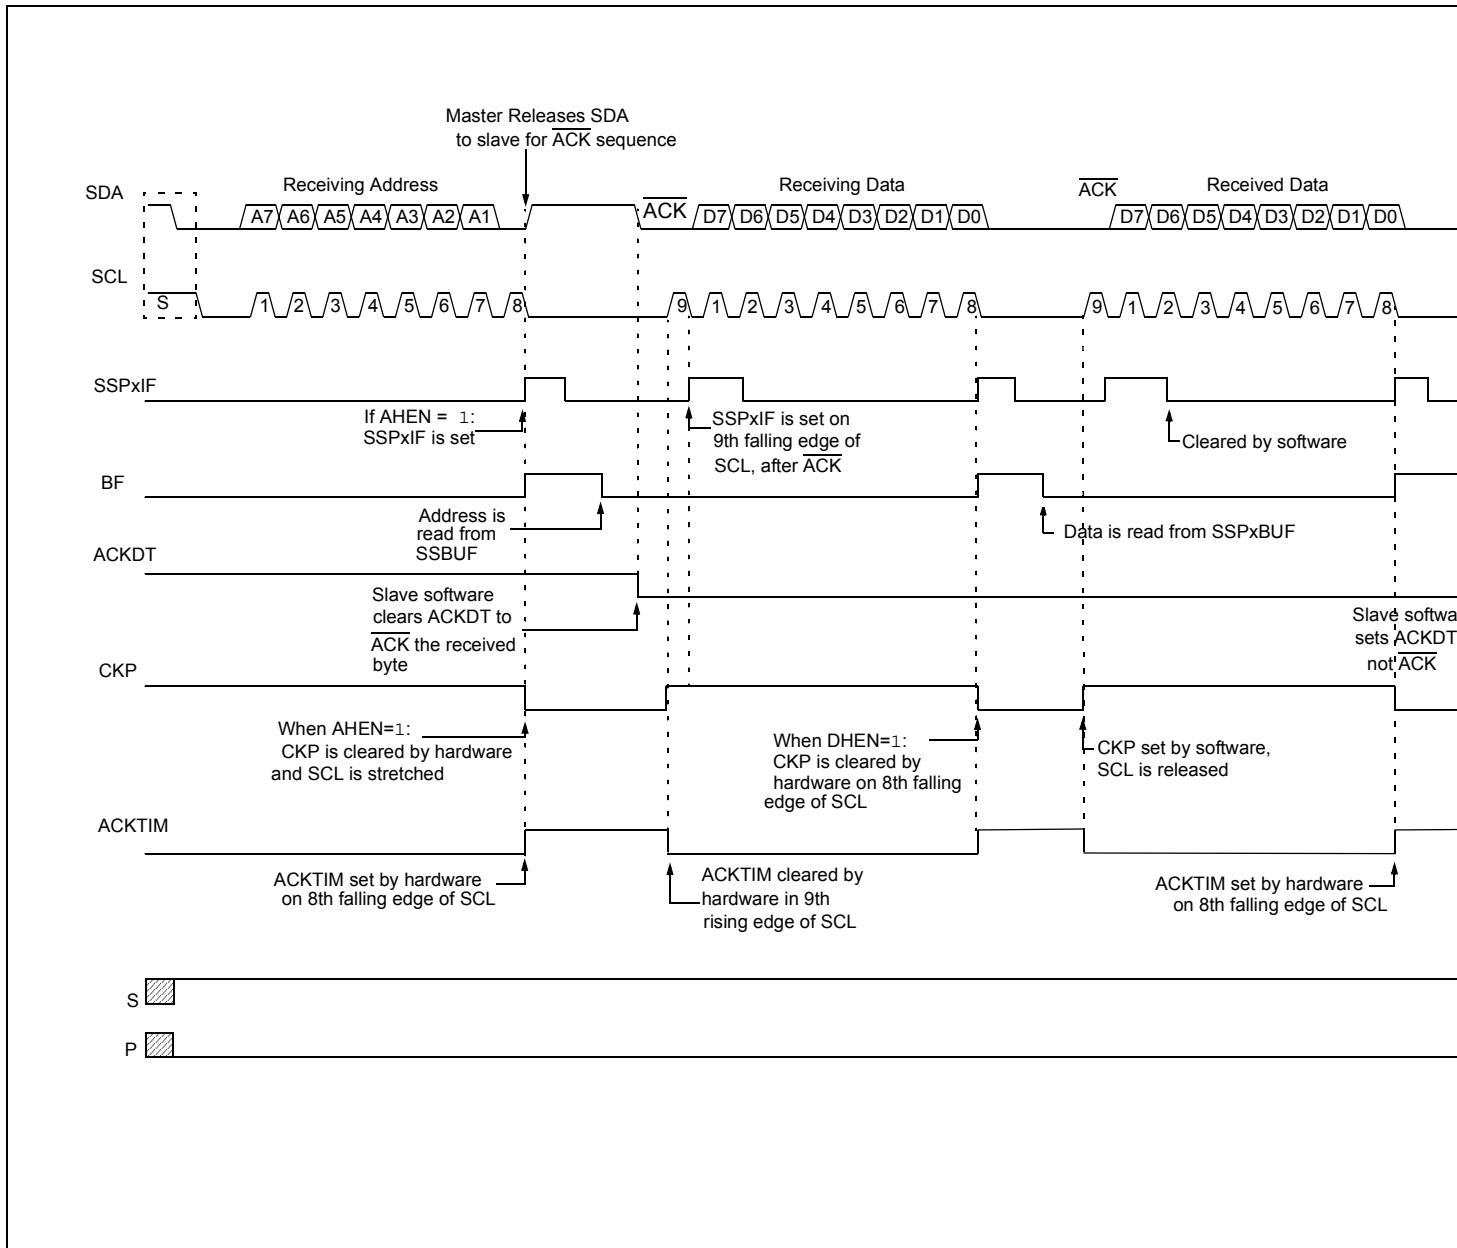 Master Releases SDA
to slave for ACK sequence
SDA
Receiving Address
ACK
Receiving Data
ACK
Received Data
A7 A6 A5 A4 A3 A2 A1
D7 D6 D5 D4 D3 D2 D1 D0
D7 D6 D5 D4 D3 D2 D1 D0
SCL
S
1 2 3 4 5 6 7 8
9 1 2 3 4 5 6 7 8
9 1 2 3 4 5 6 7 8
SSPxIF
If AHEN = 1:
SSPxIF is set
SSPxIF is set on
9th falling edge of
SCL, after ACK
Cleared by software
BF
Address is
read from
SSBUF
Data is read from SSPxBUF
ACKDT
Slave software
clears ACKDT to
ACK the received
byte
Slave softwa
sets ACKDT
not ACK
CKP
When AHEN=1:
CKP is cleared by hardware
and SCL is stretched
When DHEN=1:
CKP is cleared by
hardware on 8th falling
edge of SCL
CKP set by software,
SCL is released
ACKTIM
ACKTIM set by hardware
on 8th falling edge of SCL
ACKTIM cleared by
hardware in 9th
rising edge of SCL
ACKTIM set by hardware
on 8th falling edge of SCL
S
P